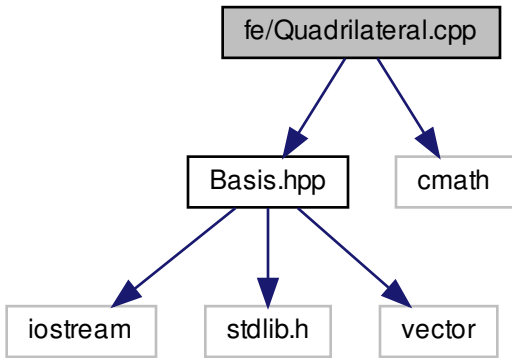 fe/Quadrilateral.cpp
Basis.hpp
cmath
iostream
stdlib.h
vector